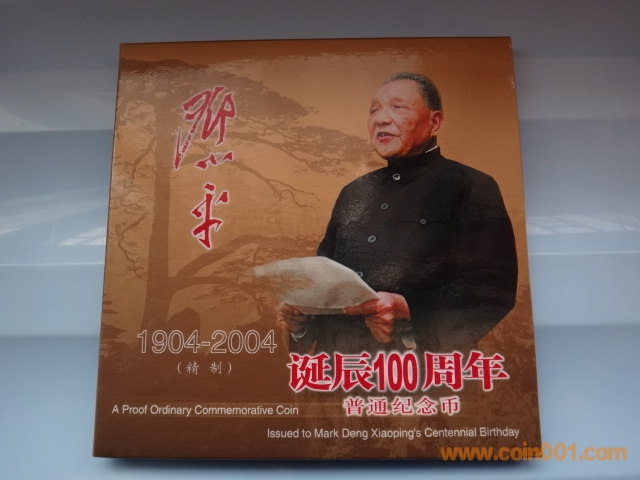 邓小平
1904-2004
(精制)
诞辰100周年
普通纪念币
A Proof Ordinary Commemorative Coin
Issued to Mark Deng Xiaoping's Centennial Birthday
www.coin001.com